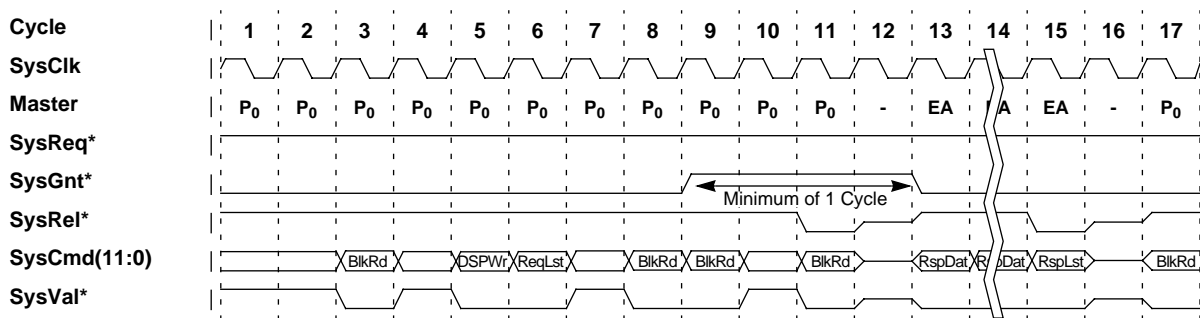 Cycle 1 2 3 4 5 6 7 8 9 10 11 12 13 14 15 16 17
SysClk
Master P0 P0 P0 P0 P0 P0 P0 P0 P0 P0 P0 - EA EA EA - P0
SysReq*
SysGnt*
Minimum of 1 Cycle
SysRel*
SysCmd(11:0) BlkRd DSPWr ReqLst BlkRd BlkRd BlkRd RspDat RspDat RspLst BlkRd
SysVal*